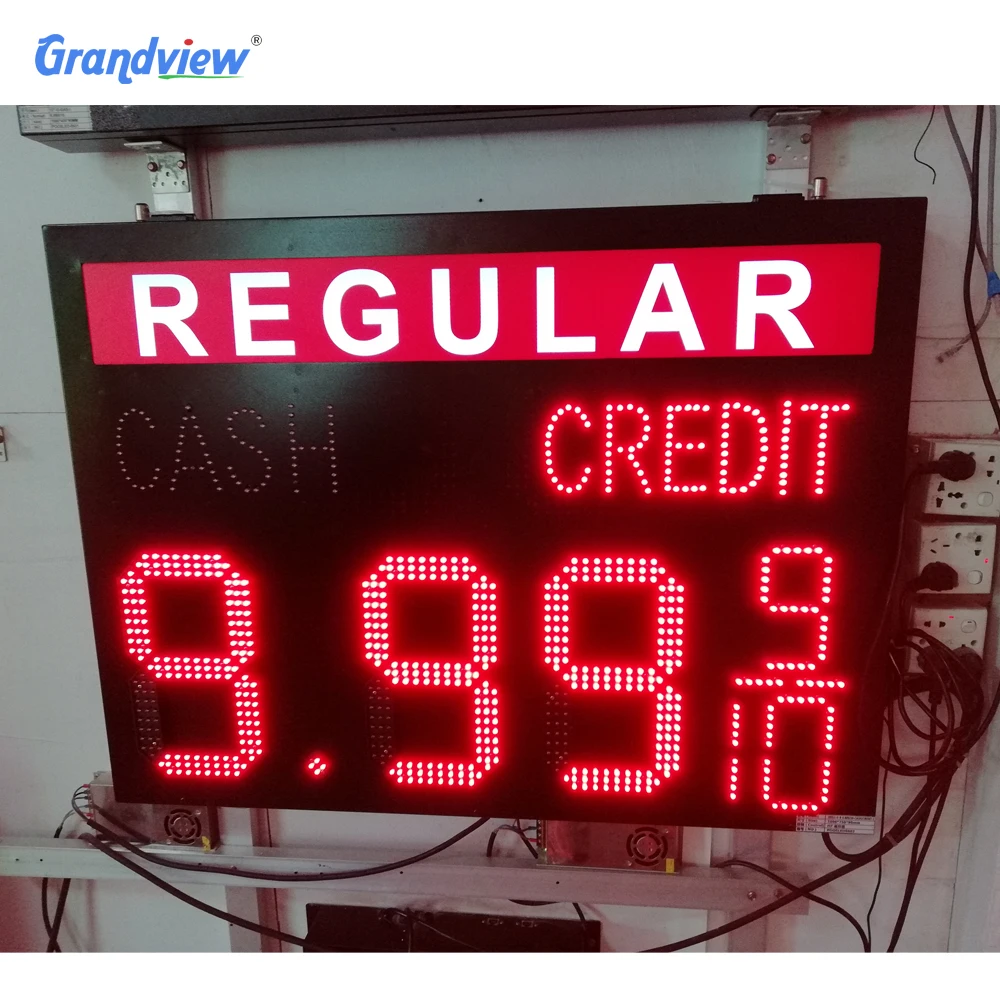 Grandview®
REGULAR
CASH CREDIT
9.99 9/10